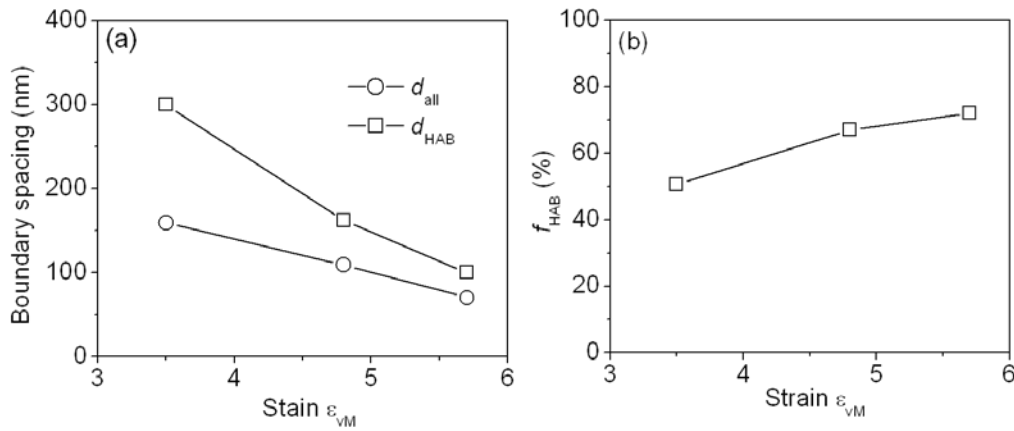 (a)
400
300
200
100
0
Boundary spacing (nm)
d_all
d_HAB
3 4 5 6
Stain ε_vM
(b)
100
80
60
40
20
0
f_HAB (%)
3 4 5 6
Strain ε_vM